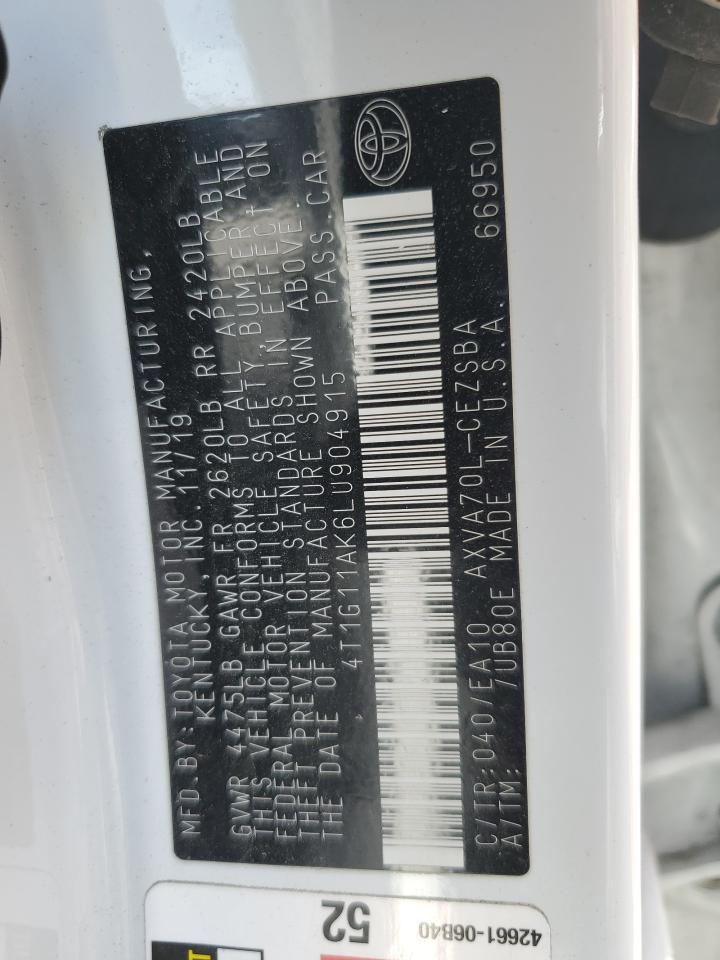 MFD.BY:TOYOTA MOTOR MANUFACTURING,
KENTUCKY, INC.11/19
GVWR 4475LB GAWR FR 2620LB RR 2420LB
THIS VEHICLE CONFORMS TO ALL APPLICABLE
FEDERAL MOTOR VEHICLE SAFETY, BUMPER, AND
THEFT PREVENTION STANDARDS IN EFFECT ON
THE DATE OF MANUFACTURE SHOWN ABOVE.
4T1G11AK6LU904915 PASS.CAR
C/TR:040/EA10 AXVA70L-CEZSBA
A/TM: /UB80E MADE IN U.S.A. 66950
52
42661-06B40